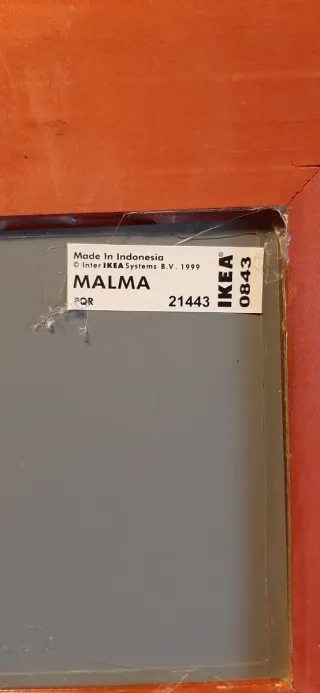 Made In Indonesia
© Inter IKEA Systems B.V. 1999
MALMA
PQR 21443
IKEA®
0843